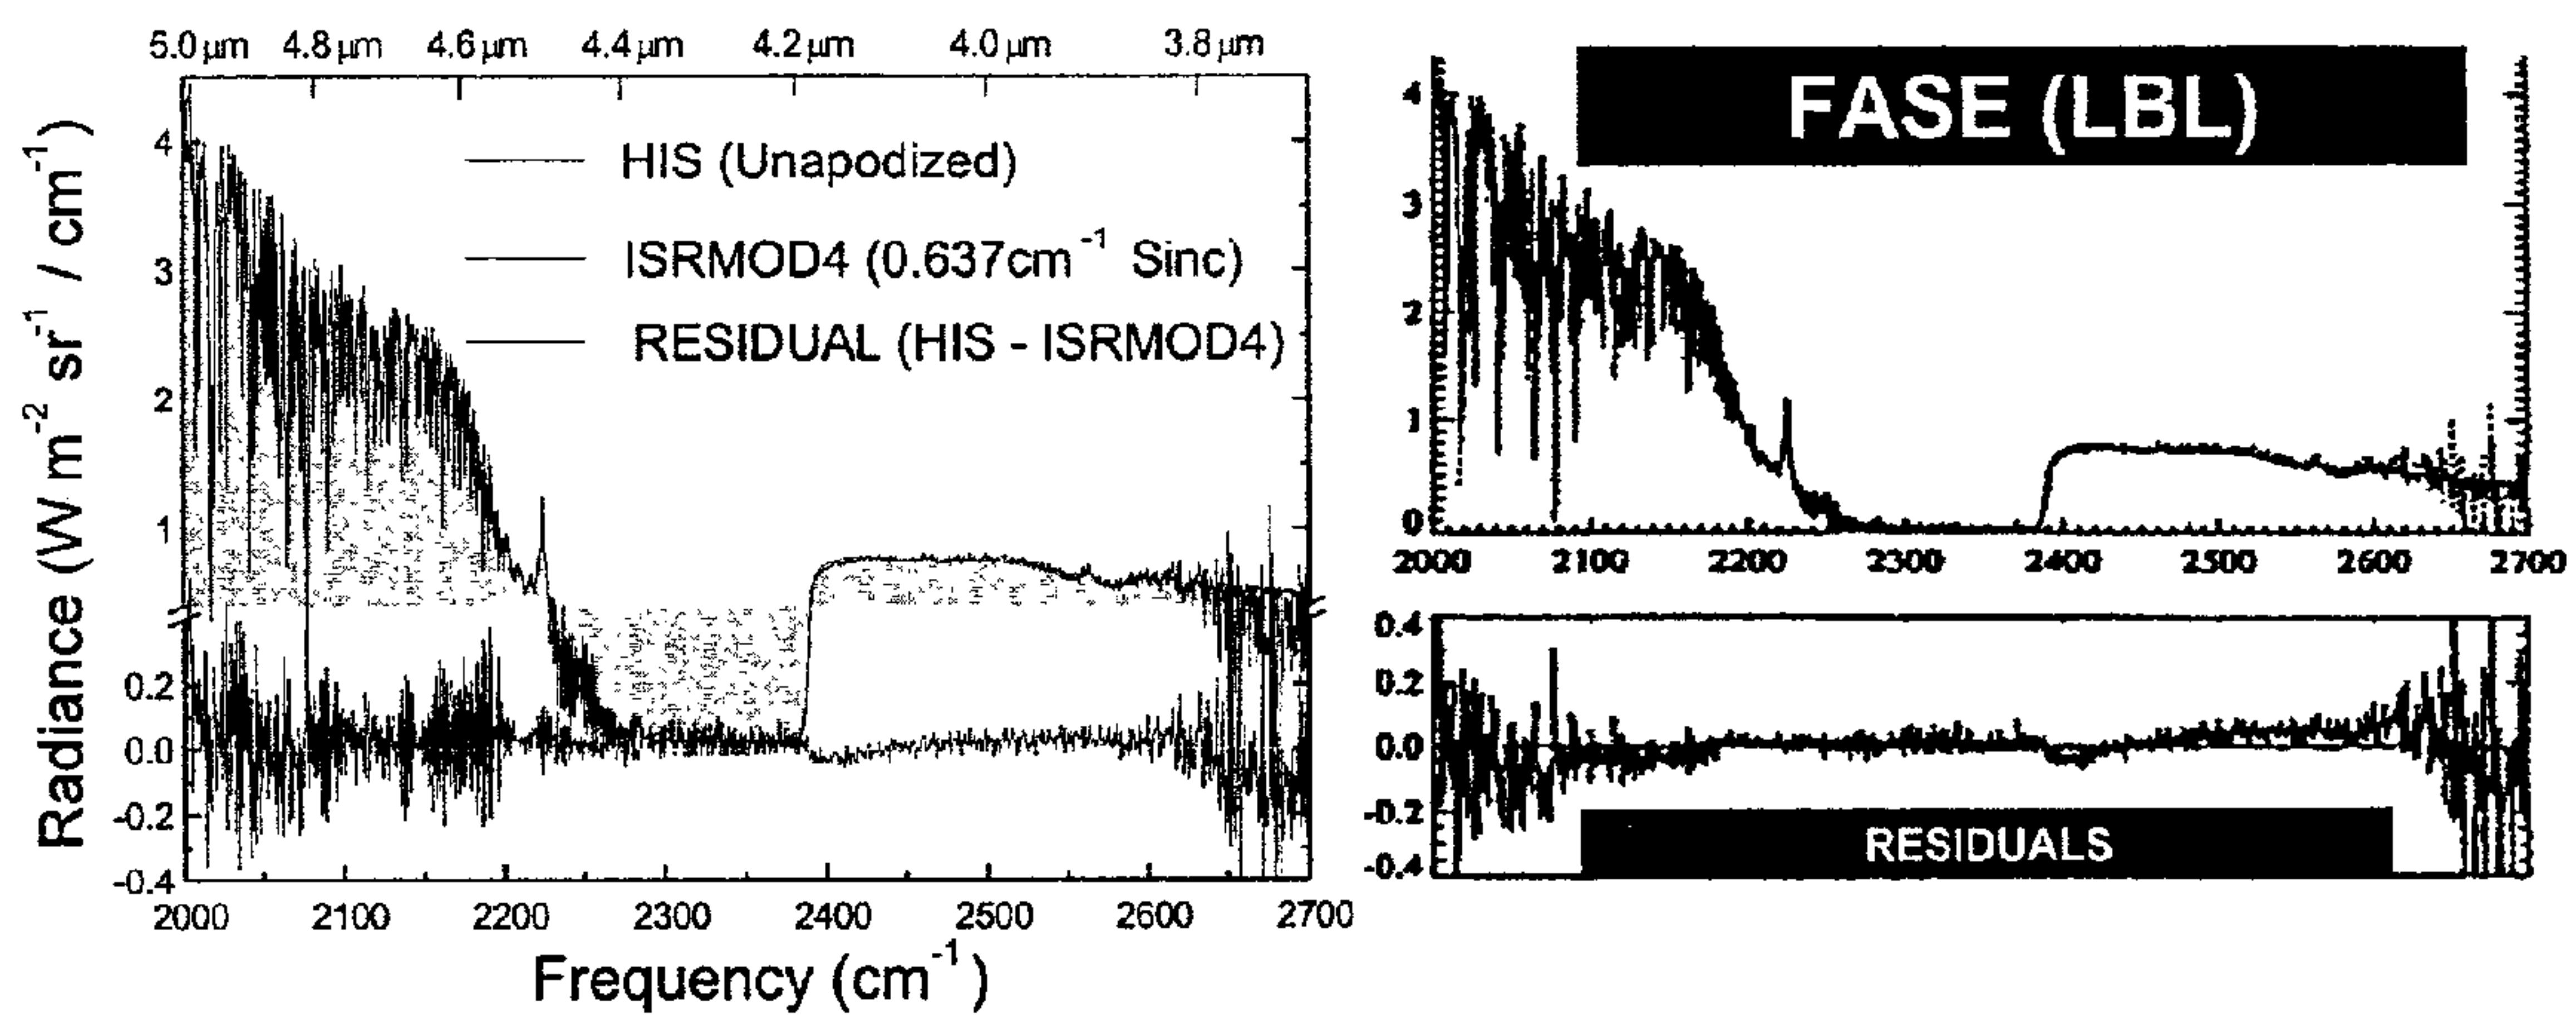 5.0 μm 4.8 μm 4.6 μm 4.4 μm 4.2 μm 4.0 μm 3.8 μm
HIS (Unapodized)
ISRMOD4 (0.637cm⁻¹ Sinc)
RESIDUAL (HIS - ISRMOD4)
Radiance (W m⁻² sr⁻¹ / cm⁻¹)
4
3
2
1
0.2
0.0
-0.2
-0.4
2000 2100 2200 2300 2400 2500 2600 2700
Frequency (cm⁻¹)
FASE (LBL)
4
3
2
1
0
2000 2100 2200 2300 2400 2500 2600 2700
0.4
0.2
0.0
-0.2
-0.4
RESIDUALS